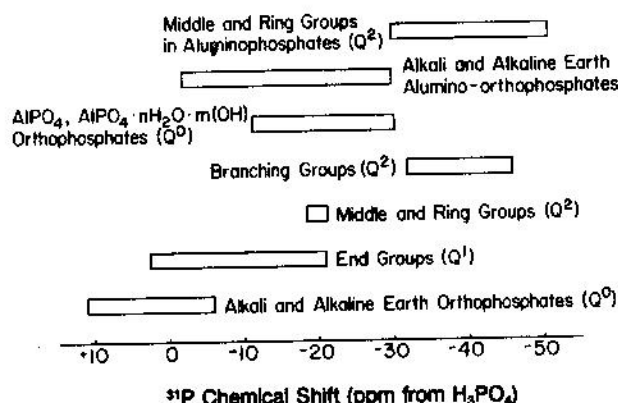 Middle and Ring Groups
in Aluminophosphates (Q²)
Alkali and Alkaline Earth
Alumino-orthophosphates
AlPO₄, AlPO₄·nH₂O·m(OH)
Orthophosphates (Q⁰)
Branching Groups (Q²)
Middle and Ring Groups (Q²)
End Groups (Q¹)
Alkali and Alkaline Earth Orthophosphates (Q⁰)
+10 0 -10 -20 -30 -40 -50
³¹P Chemical Shift (ppm from H₃PO₄)